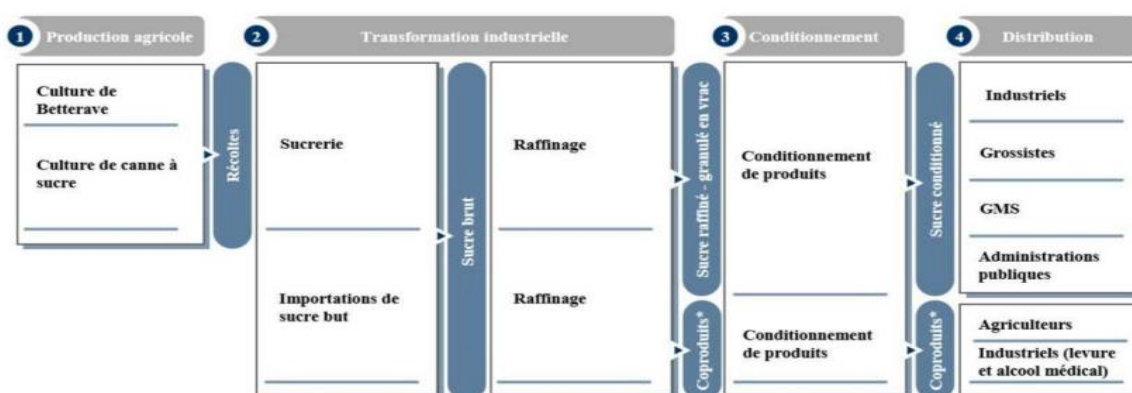 1 Production agricole
Culture de
Betterave
Culture de canne à
sucre
Récoltes
2 Transformation industrielle
Sucrerie
Importations de
sucre but
Sucre brut
Raffinage
Raffinage
Sucre raffiné - granulé en vrac
Coproduits*
3 Conditionnement
Conditionnement
de produits
Conditionnement
de produits
Sucre conditionné
Coproduits*
4 Distribution
Industriels
Grossistes
GMS
Administrations
publiques
Agriculteurs
Industriels (levure
et alcool médical)